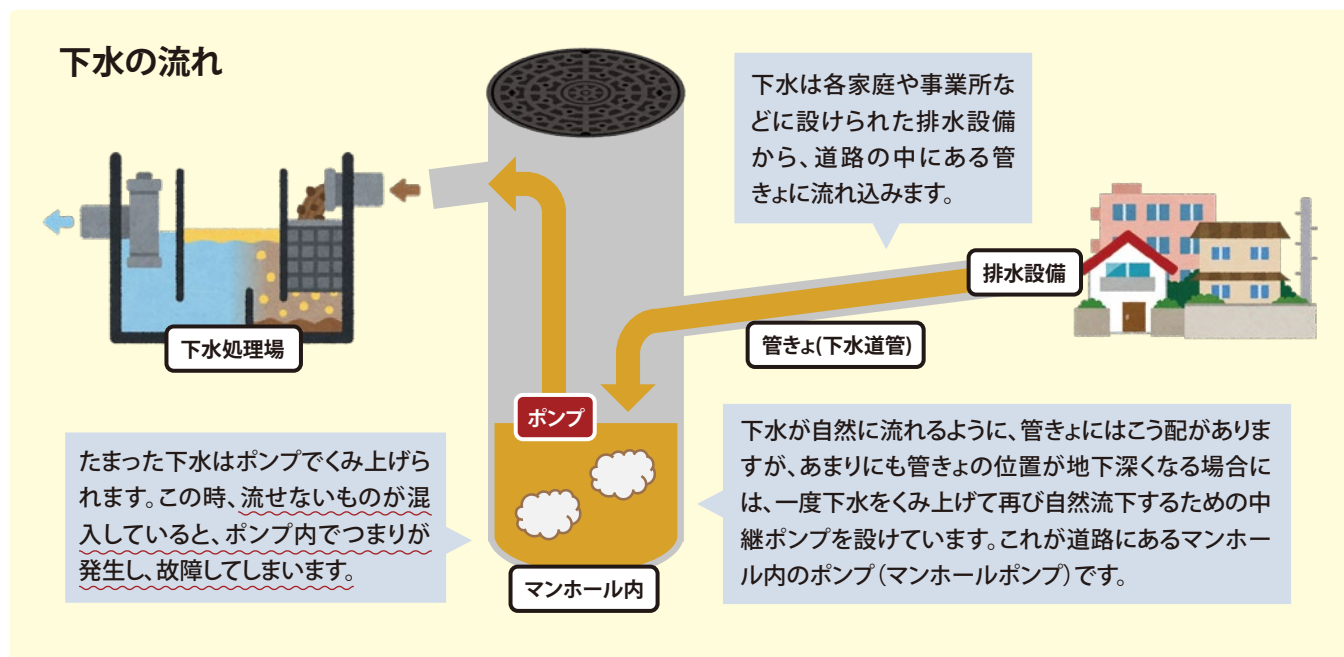 下水の流れ
下水は各家庭や事業所な
どに設けられた排水設備
から、道路の中にある管
きょに流れ込みます。
排水設備
管きょ(下水道管)
下水処理場
ポンプ
たまった下水はポンプでくみ上げら
れます。この時、流せないものが混
入していると、ポンプ内でつまりが
発生し、故障してしまいます。
マンホール内
下水が自然に流れるように、管きょにはこう配がありま
すが、あまりにも管きょの位置が地下深くなる場合に
は、一度下水をくみ上げて再び自然流下するための中
継ポンプを設けています。これが道路にあるマンホー
ル内のポンプ（マンホールポンプ）です。